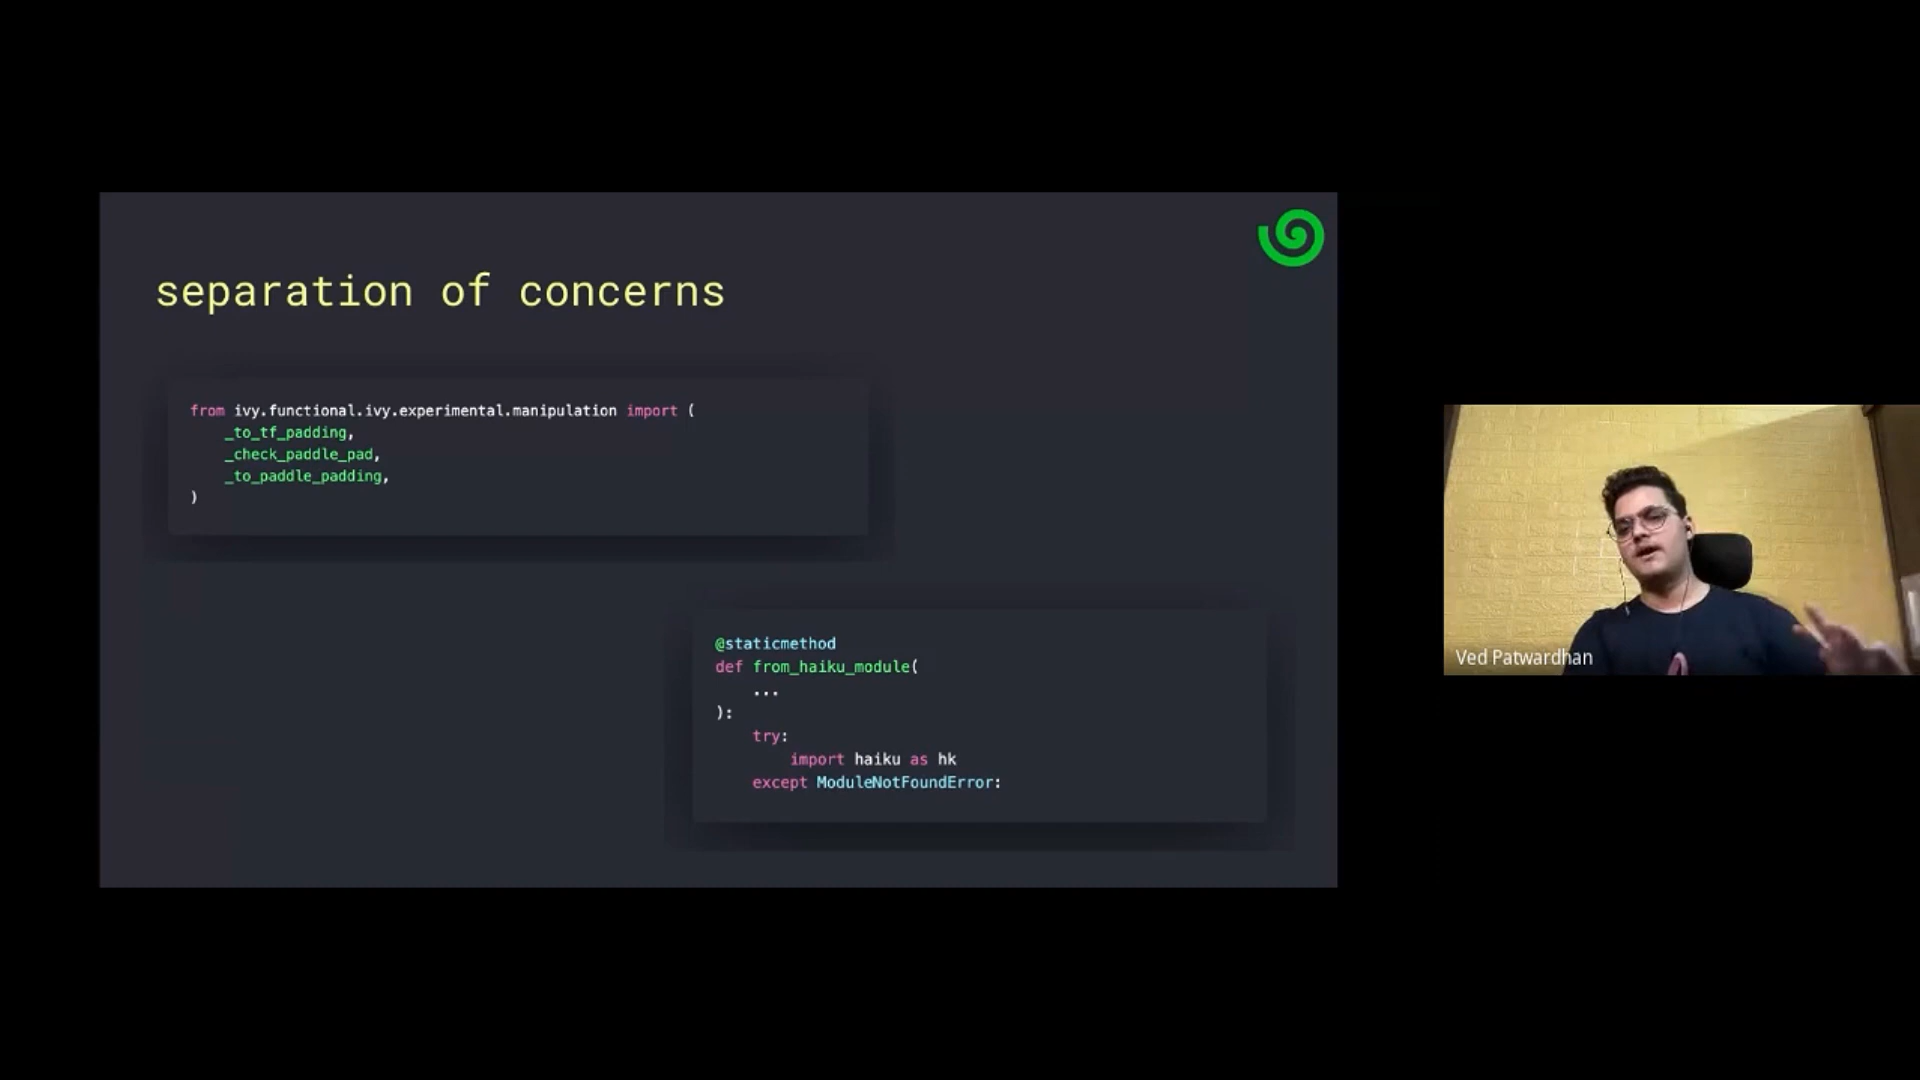 separation of concerns
from ivy.functional.ivy.experimental.manipulation import (
    _to_tf_padding,
    _check_paddle_pad,
    _to_paddle_padding,
)
@staticmethod
def from_haiku_module(
    ...
):
    try:
        import haiku as hk
    except ModuleNotFoundError:
Ved Patwardhan